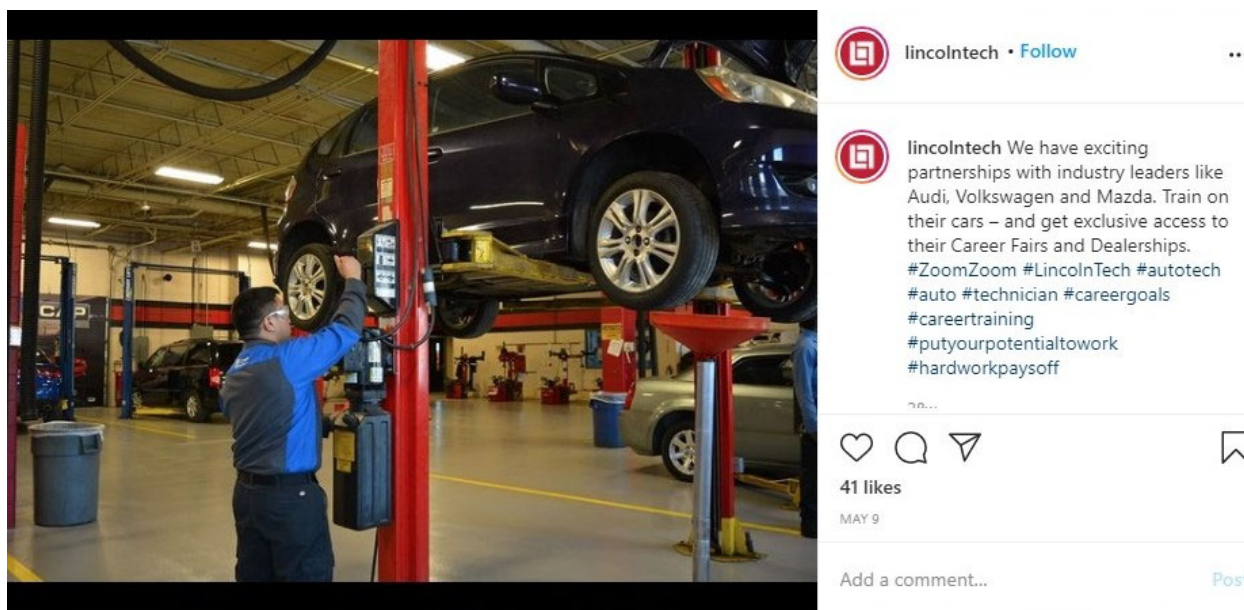 lincolntech • Follow
lincolntech We have exciting
partnerships with industry leaders like
Audi, Volkswagen and Mazda. Train on
their cars – and get exclusive access to
their Career Fairs and Dealerships.
#ZoomZoom #LincolnTech #autotech
#auto #technician #careergoals
#careertraining
#putyourpotentialtowork
#hardworkpaysoff
41 likes
MAY 9
Add a comment...
Post